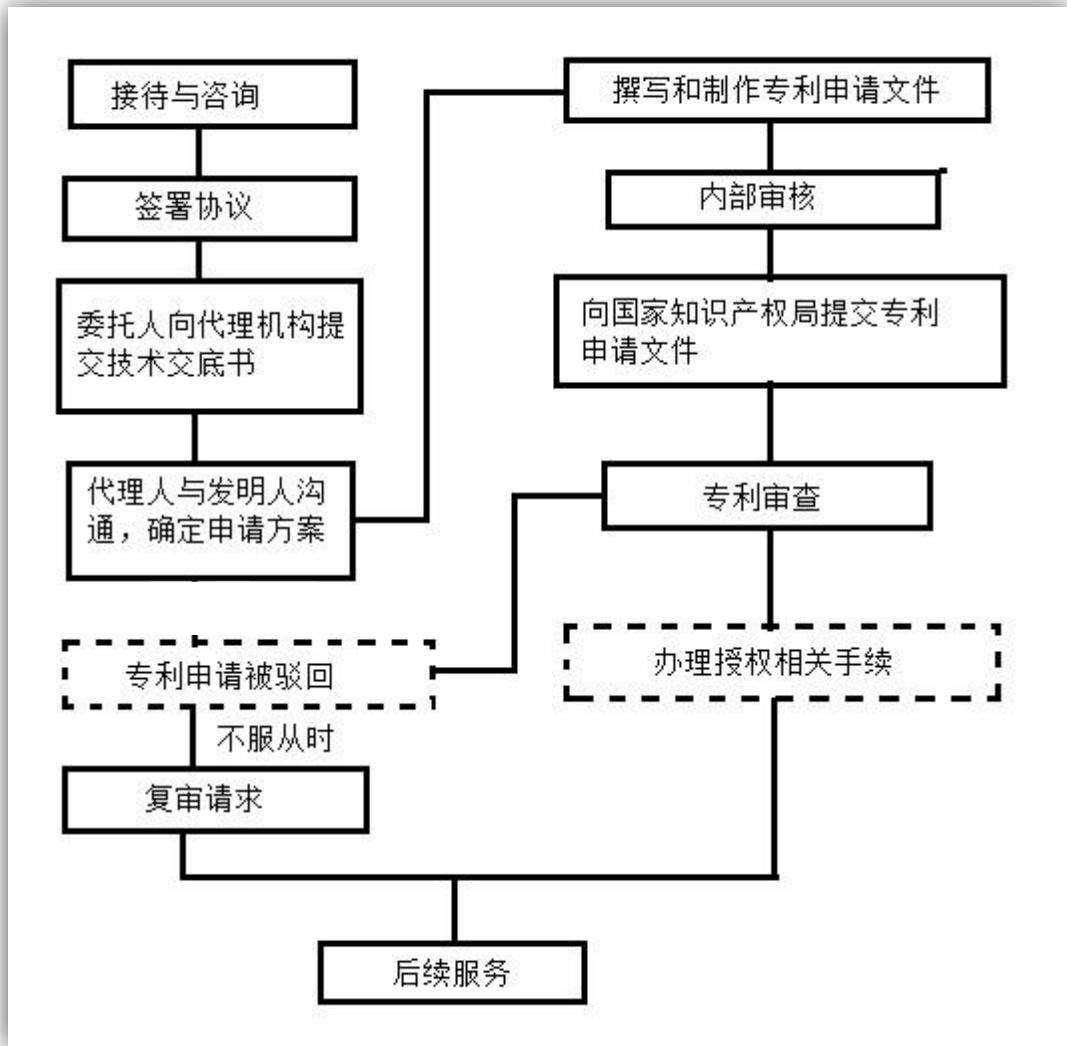 接待与咨询
签署协议
委托人向代理机构提
交技术交底书
代理人与发明人沟
通，确定申请方案
撰写和制作专利申请文件
内部审核
向国家知识产权局提交专利
申请文件
专利审查
办理授权相关手续
专利申请被驳回
不服从时
复审请求
后续服务